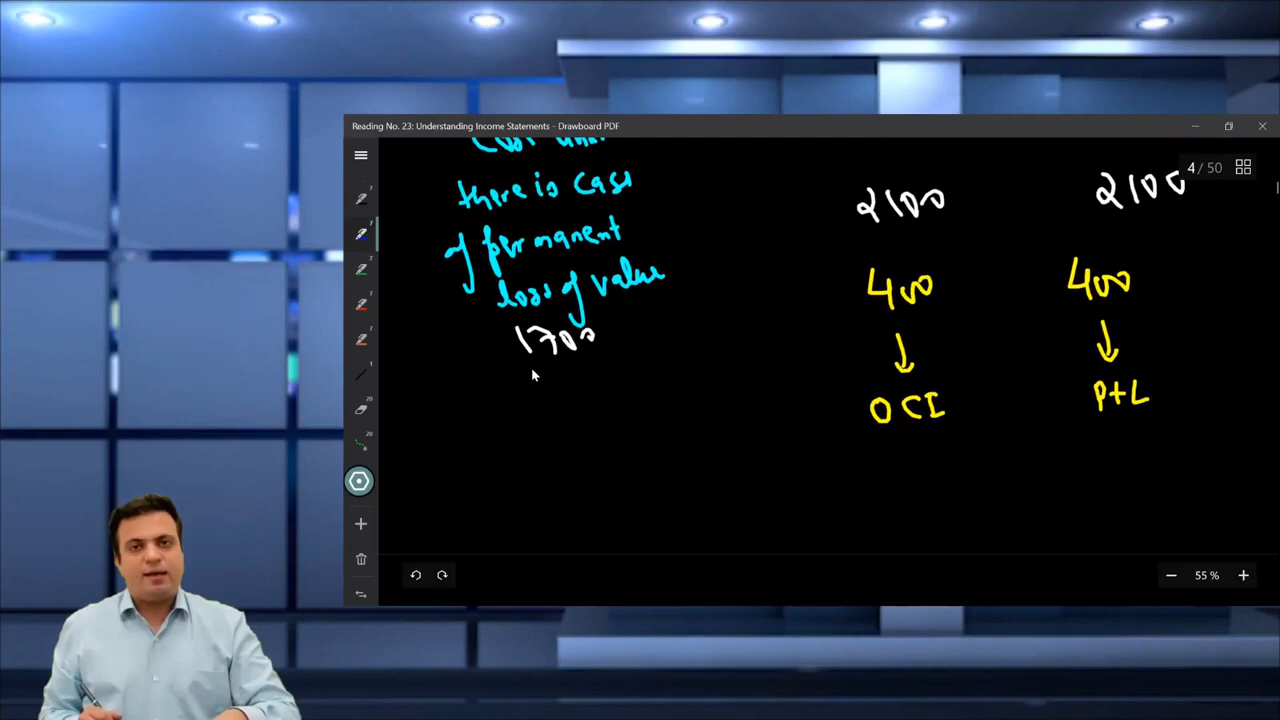 Reading No. 23: Understanding Income Statements - Drawboard PDF
4 / 50
there is case
of permanent
loss of value
1700
2100
2100
400
400
OCI
P+L
55 %